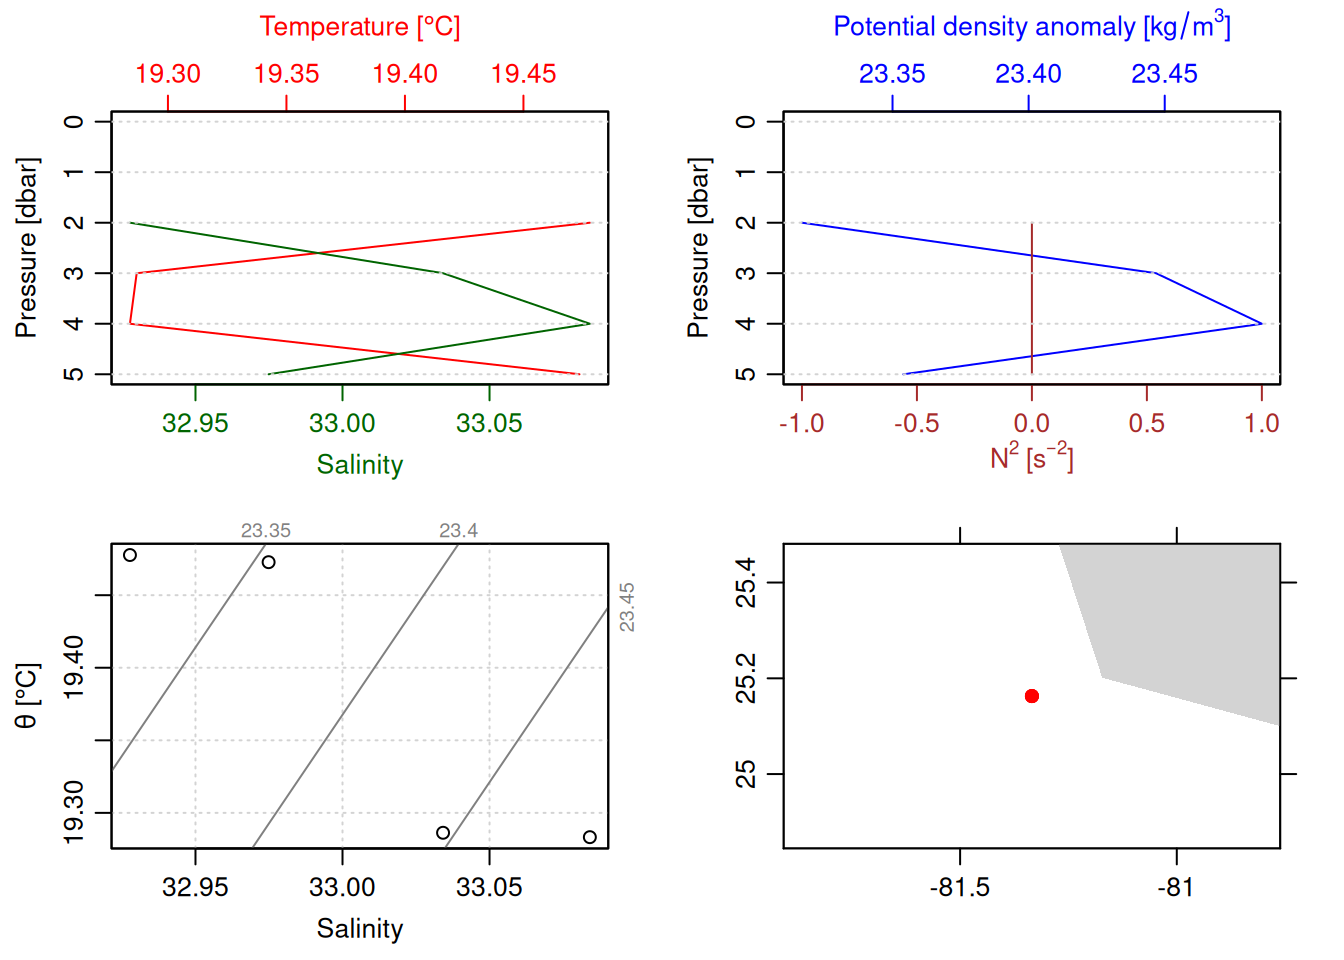 Temperature [°C]
19.30 19.35 19.40 19.45
0
1
2
3
4
5
Pressure [dbar]
32.95 33.00 33.05
Salinity
Potential density anomaly [kg/m³]
23.35 23.40 23.45
0
1
2
3
4
5
Pressure [dbar]
-1.0 -0.5 0.0 0.5 1.0
N² [s⁻²]
23.35 23.4
23.45
19.40
19.30
θ [°C]
32.95 33.00 33.05
Salinity
25.4
25.2
25
-81.5 -81